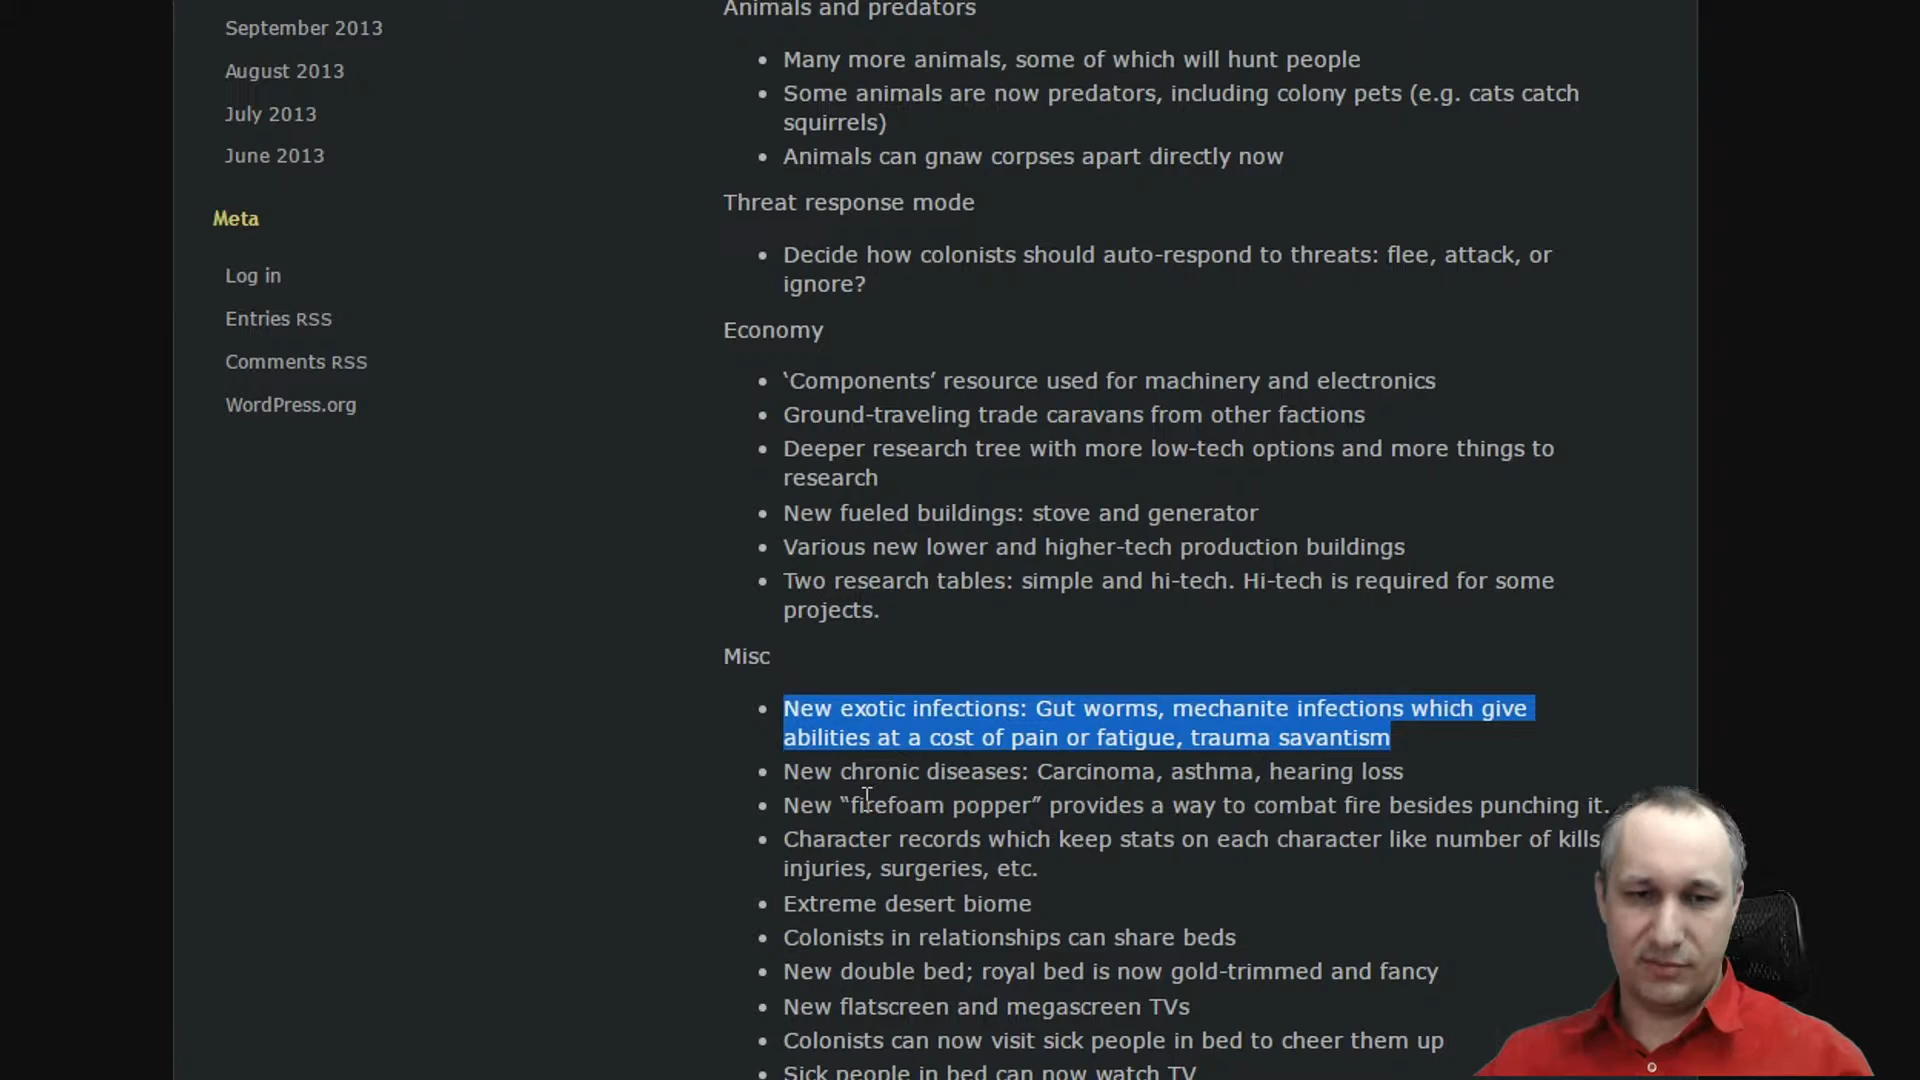 September 2013
August 2013
July 2013
June 2013
Meta
Log in
Entries RSS
Comments RSS
WordPress.org
Animals and predators
Many more animals, some of which will hunt people
Some animals are now predators, including colony pets (e.g. cats catch
squirrels)
Animals can gnaw corpses apart directly now
Threat response mode
Decide how colonists should auto-respond to threats: flee, attack, or
ignore?
Economy
‘Components’ resource used for machinery and electronics
Ground-traveling trade caravans from other factions
Deeper research tree with more low-tech options and more things to
research
New fueled buildings: stove and generator
Various new lower and higher-tech production buildings
Two research tables: simple and hi-tech. Hi-tech is required for some
projects.
Misc
New exotic infections: Gut worms, mechanite infections which give
abilities at a cost of pain or fatigue, trauma savantism
New chronic diseases: Carcinoma, asthma, hearing loss
New “firefoam popper” provides a way to combat fire besides punching it.
Character records which keep stats on each character like number of kills
injuries, surgeries, etc.
Extreme desert biome
Colonists in relationships can share beds
New double bed; royal bed is now gold-trimmed and fancy
New flatscreen and megascreen TVs
Colonists can now visit sick people in bed to cheer them up
Sick people in bed can now watch TV